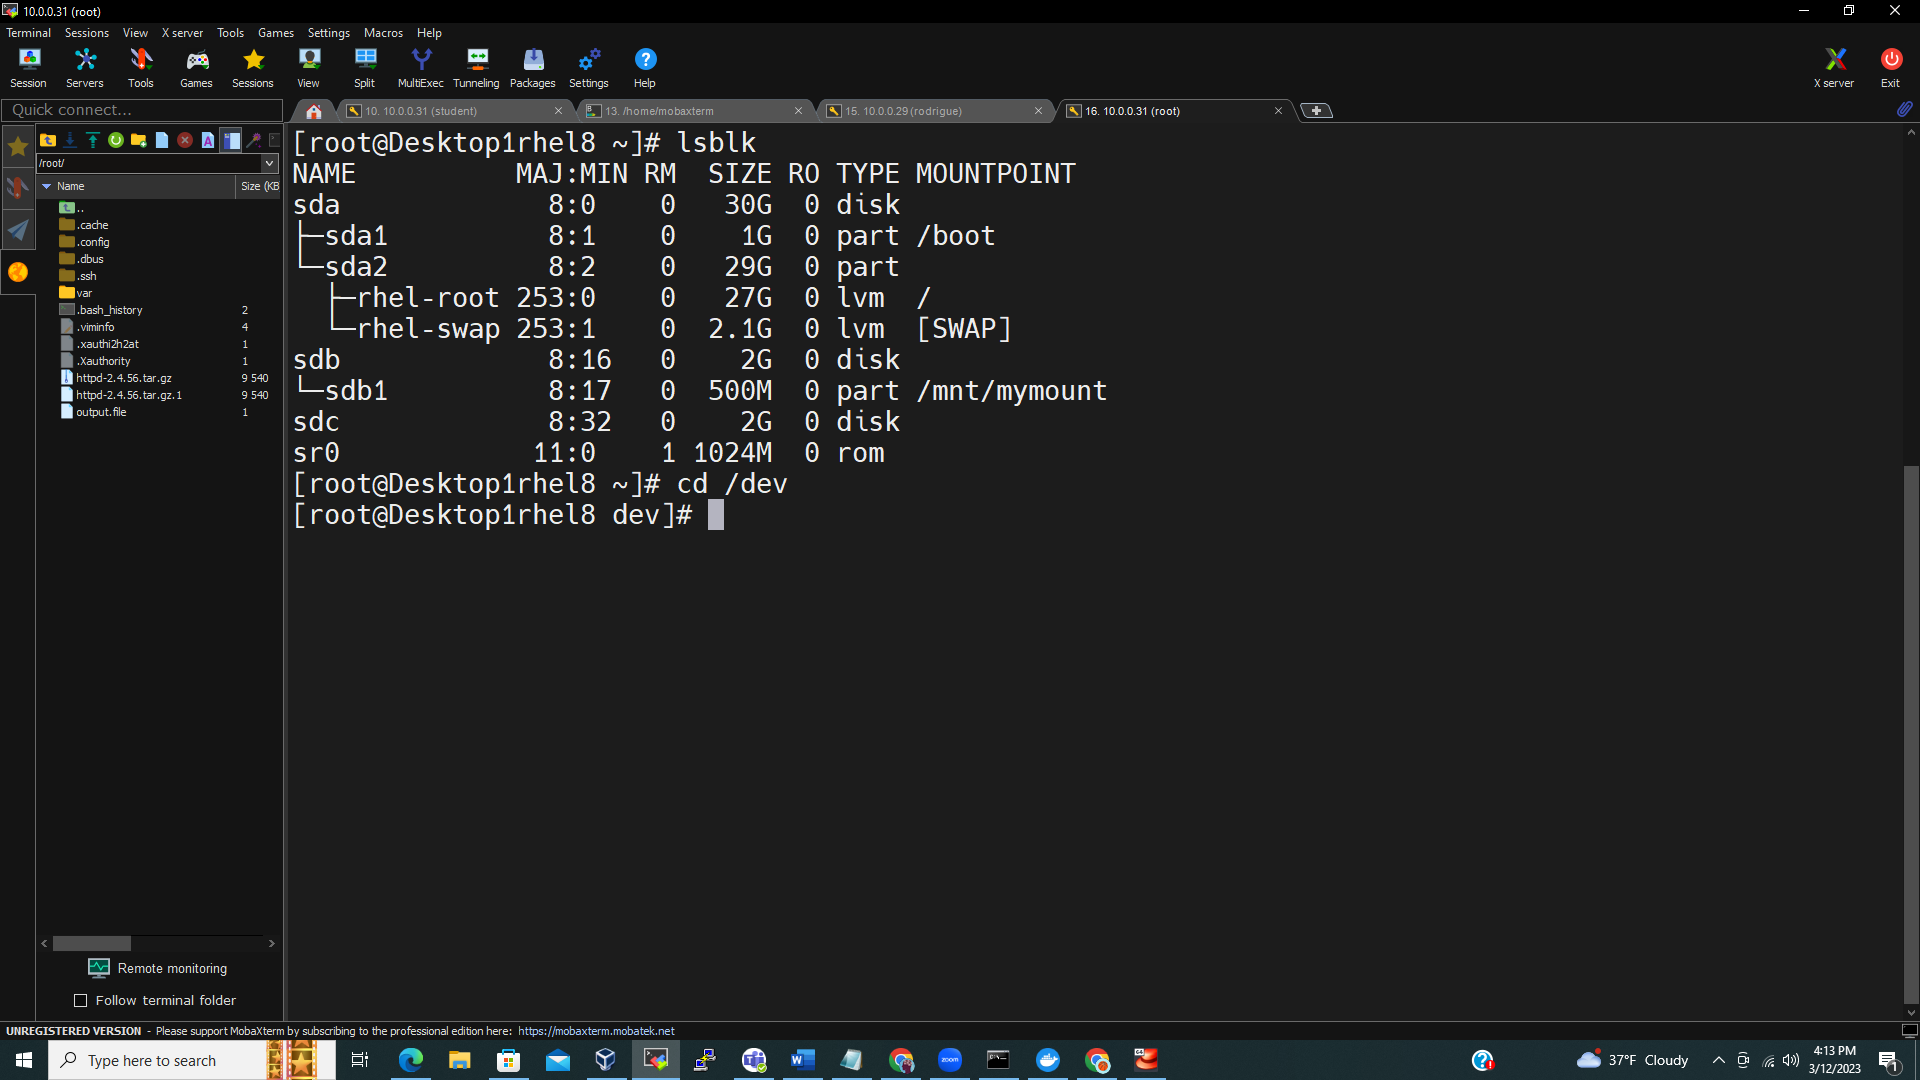 10.0.0.31 (root)
Terminal Sessions View X server Tools Games Settings Macros Help
Session Servers Tools Games Sessions View Split MultiExec Tunneling Packages Settings Help X server Exit
Quick connect...
10. 10.0.0.31 (student) 13. /home/mobaxterm 15. 10.0.0.29 (rodrigue) 16. 10.0.0.31 (root)
/root/
Name Size (KB
..
.cache
.config
.dbus
.ssh
var
.bash_history 2
.viminfo 4
.xauthi2h2at 1
.Xauthority 1
httpd-2.4.56.tar.gz 9 540
httpd-2.4.56.tar.gz.1 9 540
output.file 1
Remote monitoring
Follow terminal folder
[root@Desktop1rhel8 ~]# lsblk
NAME MAJ:MIN RM SIZE RO TYPE MOUNTPOINT
sda 8:0 0 30G 0 disk
├─sda1 8:1 0 1G 0 part /boot
└─sda2 8:2 0 29G 0 part
  ├─rhel-root 253:0 0 27G 0 lvm /
  └─rhel-swap 253:1 0 2.1G 0 lvm [SWAP]
sdb 8:16 0 2G 0 disk
└─sdb1 8:17 0 500M 0 part /mnt/mymount
sdc 8:32 0 2G 0 disk
sr0 11:0 1 1024M 0 rom
[root@Desktop1rhel8 ~]# cd /dev
[root@Desktop1rhel8 dev]#
UNREGISTERED VERSION - Please support MobaXterm by subscribing to the professional edition here: https://mobaxterm.mobatek.net
Type here to search
zoom
37°F Cloudy
4:13 PM
3/12/2023
1